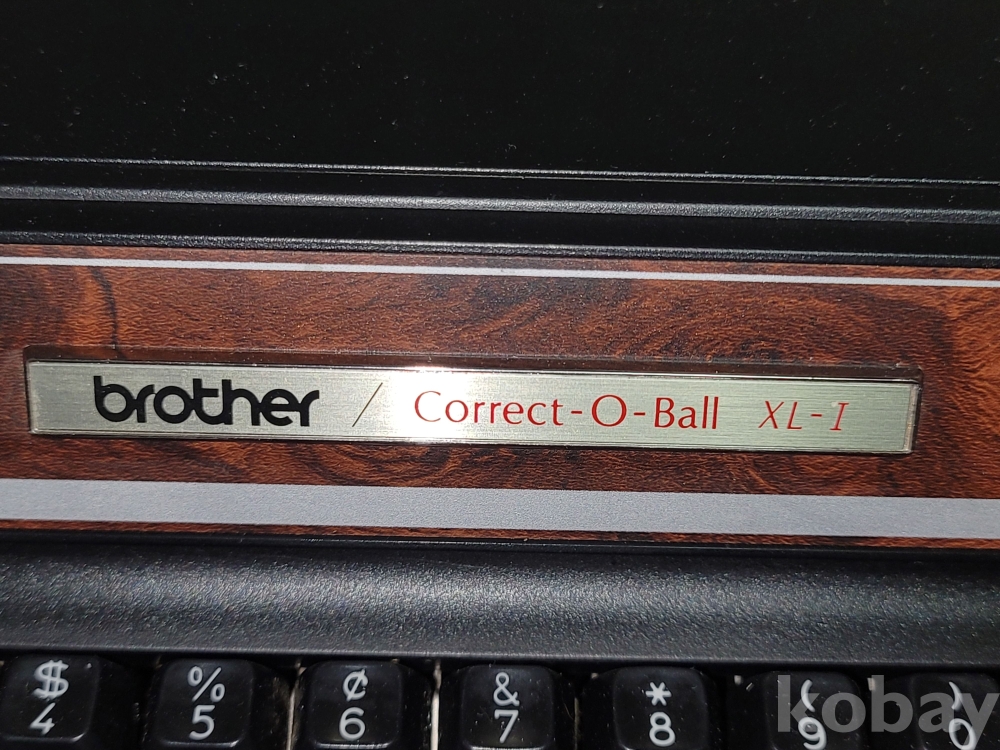 brother / Correct-O-Ball XL-I
$ % ¢ & * ( )
4 5 6 7 8 9 0
kobay